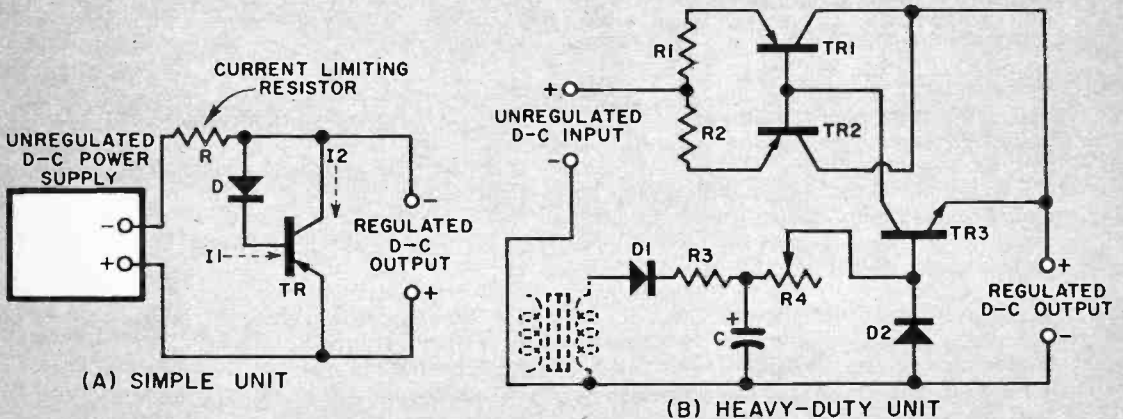 CURRENT LIMITING
RESISTOR
UNREGULATED
D-C POWER
SUPPLY
R
I2
D
I1
TR
-
+
-
REGULATED
D-C
OUTPUT
+
(A) SIMPLE UNIT
R1
TR1
+
UNREGULATED
D-C INPUT
-
R2
TR2
TR3
D1
R3
R4
+
C
D2
+
REGULATED
D-C OUTPUT
-
(B) HEAVY-DUTY UNIT